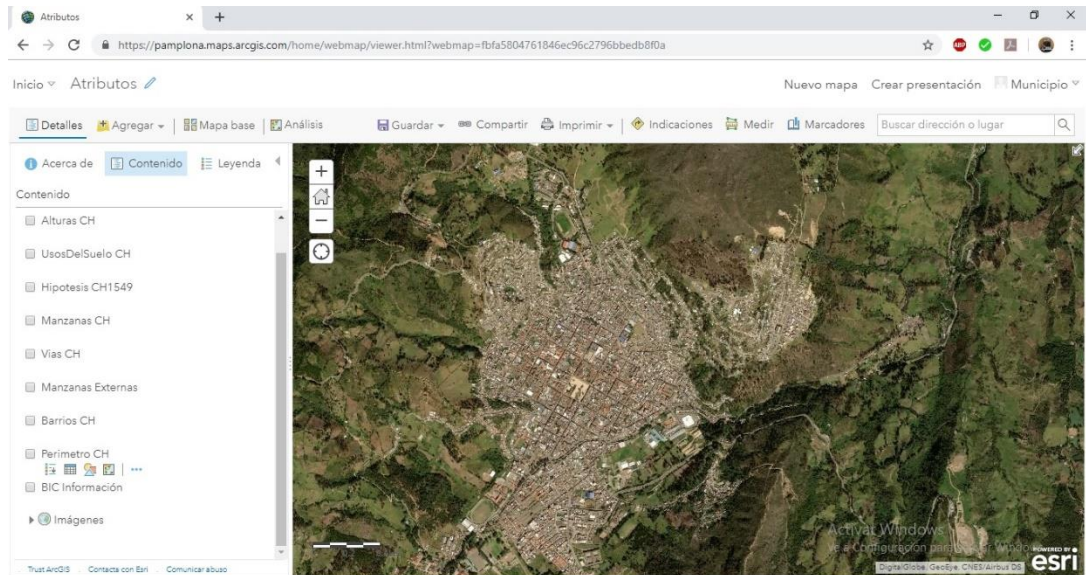 Atributos
https://pamplona.maps.arcgis.com/home/webmap/viewer.html?webmap=fbfa5804761846ec96c2796bbedb8f0a
Inicio Atributos Nuevo mapa Crear presentación Municipio
Detalles Agregar Mapa base Análisis Guardar Compartir Imprimir Indicaciones Medir Marcadores Buscar dirección o lugar
Acerca de Contenido Leyenda
Contenido
Alturas CH
UsosDelSuelo CH
Hipotesis CH1549
Manzanas CH
Vias CH
Manzanas Externas
Barrios CH
Perimetro CH
BIC Información
Imágenes
Activar Windows
Ve a Configuración para
POWERED BY
esri
DigitalGlobe, GeoEye, CNES/Airbus DS
Trust ArcGIS Contacta con Esri Comunicar abuso